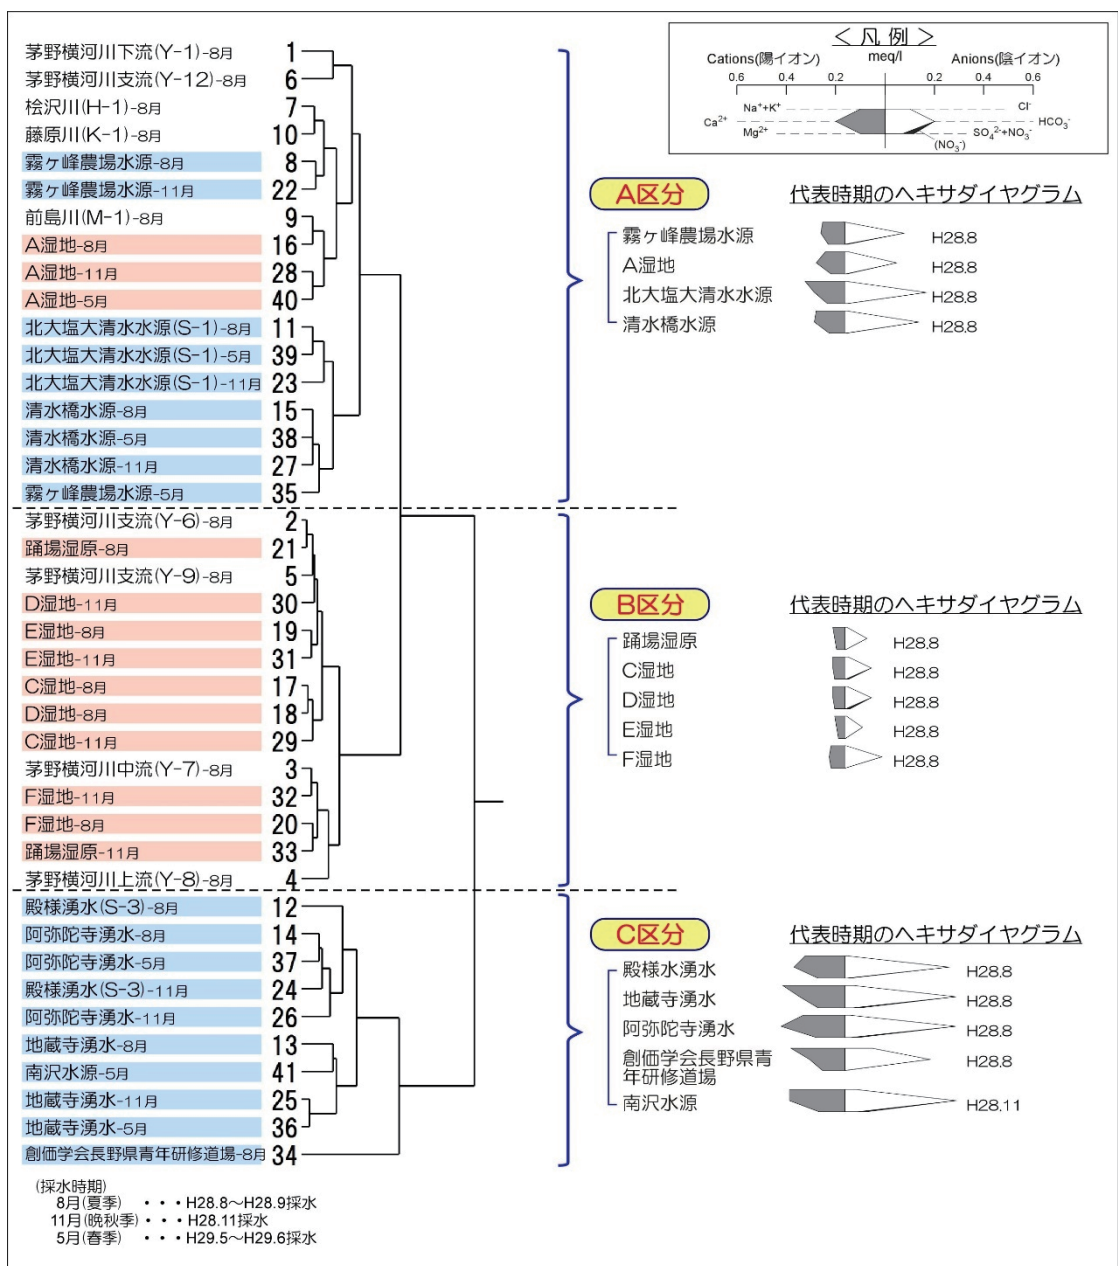 茅野横河川下流(Y-1)-8月 1
茅野横河川支流(Y-12)-8月 6
桧沢川(H-1)-8月 7
藤原川(K-1)-8月 10
霧ヶ峰農場水源-8月 8
霧ヶ峰農場水源-11月 22
前島川(M-1)-8月 9
A湿地-8月 16
A湿地-11月 28
A湿地-5月 40
北大塩大清水水源(S-1)-8月 11
北大塩大清水水源(S-1)-5月 39
北大塩大清水水源(S-1)-11月 23
清水橋水源-8月 15
清水橋水源-5月 38
清水橋水源-11月 27
霧ヶ峰農場水源-5月 35
茅野横河川支流(Y-6)-8月 2
踊場湿原-8月 21
茅野横河川支流(Y-9)-8月 5
D湿地-11月 30
E湿地-8月 19
E湿地-11月 31
C湿地-8月 17
D湿地-8月 18
C湿地-11月 29
茅野横河川中流(Y-7)-8月 3
F湿地-11月 32
F湿地-8月 20
踊場湿原-11月 33
茅野横河川上流(Y-8)-8月 4
殿様湧水(S-3)-8月 12
阿弥陀寺湧水-8月 14
阿弥陀寺湧水-5月 37
殿様湧水(S-3)-11月 24
阿弥陀寺湧水-11月 26
地蔵寺湧水-8月 13
南沢水源-5月 41
地蔵寺湧水-11月 25
地蔵寺湧水-5月 36
創価学会長野県青年研修道場-8月 34
(採水時期)
8月(夏季) ・・・H28.8～H28.9採水
11月(晩秋季)・・・H28.11採水
5月(春季) ・・・H29.5～H29.6採水
＜凡例＞
Cations(陽イオン) meq/l Anions(陰イオン)
0.6 0.4 0.2 0.2 0.4 0.6
Na⁺+K⁺ Cl⁻
Ca²⁺ HCO₃⁻
Mg²⁺ SO₄²⁻+NO₃⁻
(NO₃⁻)
A区分 代表時期のヘキサダイヤグラム
霧ヶ峰農場水源 H28.8
A湿地 H28.8
北大塩大清水水源 H28.8
清水橋水源 H28.8
B区分 代表時期のヘキサダイヤグラム
踊場湿原 H28.8
C湿地 H28.8
D湿地 H28.8
E湿地 H28.8
F湿地 H28.8
C区分 代表時期のヘキサダイヤグラム
殿様水湧水 H28.8
地蔵寺湧水 H28.8
阿弥陀寺湧水 H28.8
創価学会長野県青 H28.8
年研修道場
南沢水源 H28.11